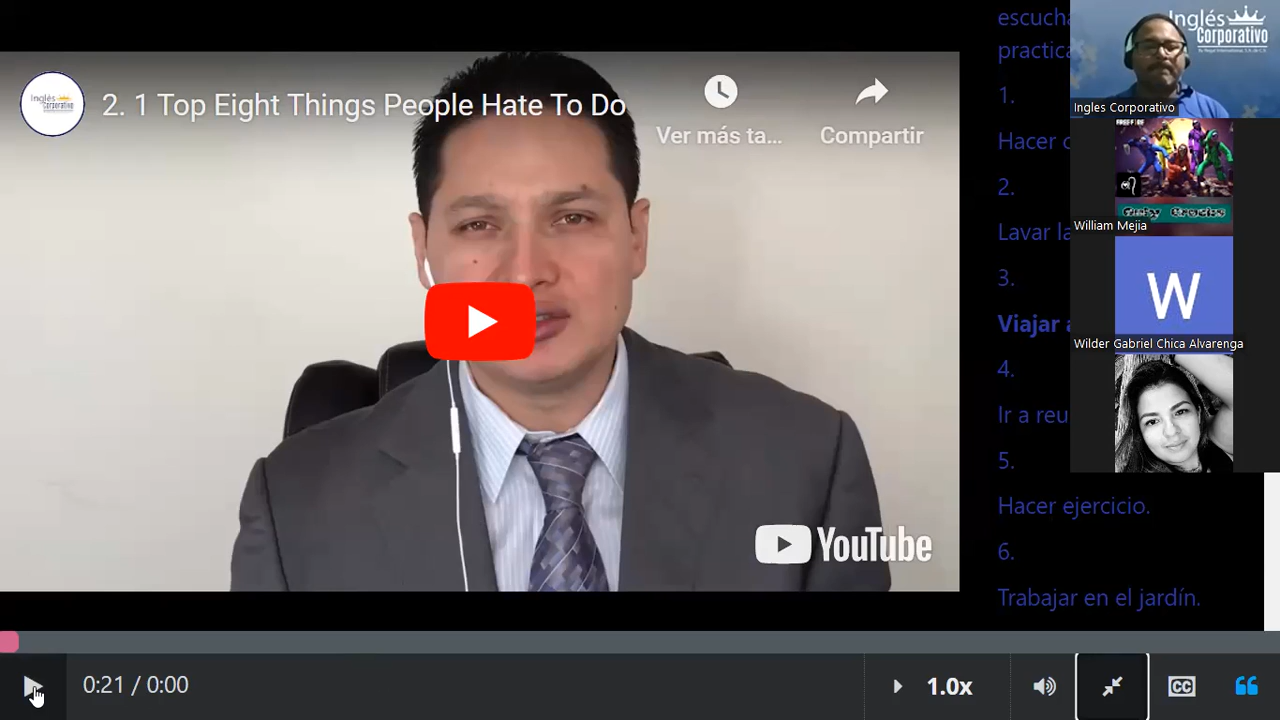 Inglés
Corporativo
2. 1 Top Eight Things People Hate To Do
Ver más ta...
Compartir
YouTube
escucha
practica
1.
Hacer
2.
Lavar
3.
Viajar
4.
Ir a
5.
Hacer ejercicio.
6.
Trabajar en el jardín.
Inglés
Corporativo
Ingles Corporativo
FREE FIRE
William Mejia
W
Wilder Gabriel Chica Alvarenga
0:21 / 0:00
1.0x
CC